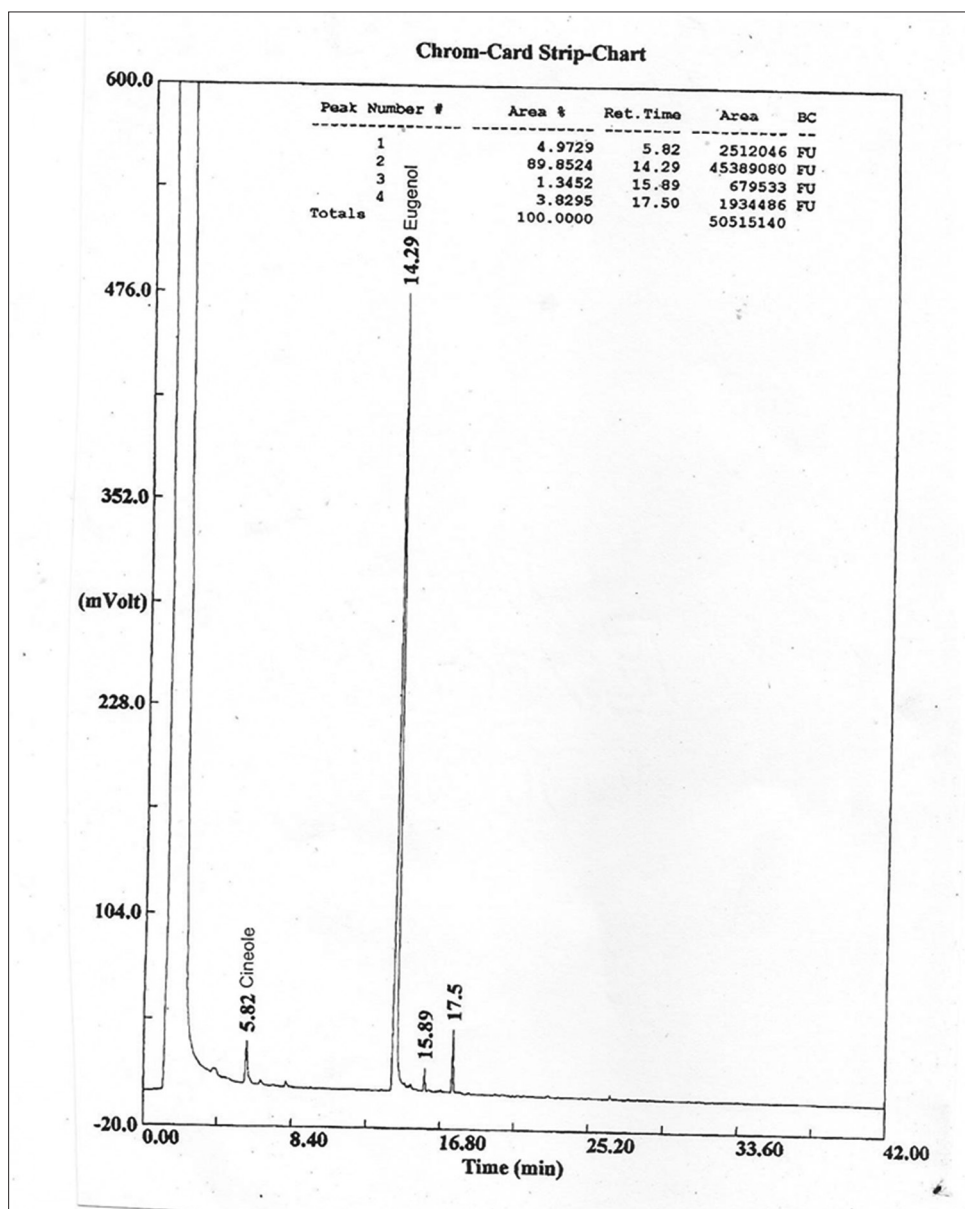 Chrom-Card Strip-Chart
600.0
Peak Number # Area % Ret.Time Area BC
1 4.9729 5.82 2512046 FU
2 89.8524 14.29 45389080 FU
3 1.3452 15.89 679533 FU
4 3.8295 17.50 1934486 FU
Totals 100.0000 50515140
14.29 Eugenol
476.0
352.0
(mVolt)
228.0
104.0
5.82 Cineole
15.89
17.5
-20.0
0.00 8.40 16.80 25.20 33.60 42.00
Time (min)